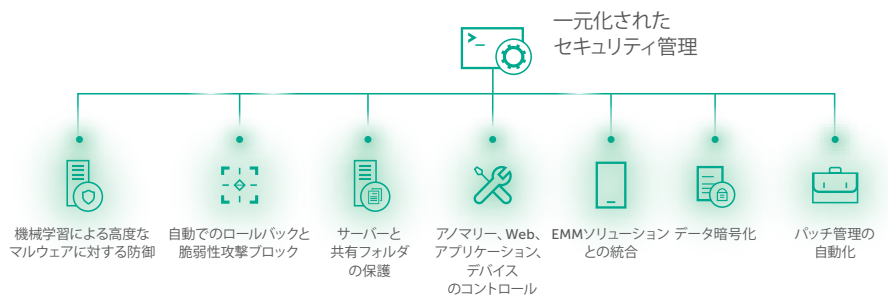 一元化された
セキュリティ管理
機械学習による高度な
マルウェアに対する防御
自動でのロールバックと
脆弱性攻撃ブロック
サーバーと
共有フォルダ
の保護
アノマリー、Web、
アプリケーション、
デバイス
のコントロール
EMMソリューション
との統合
データ暗号化
パッチ管理の
自動化